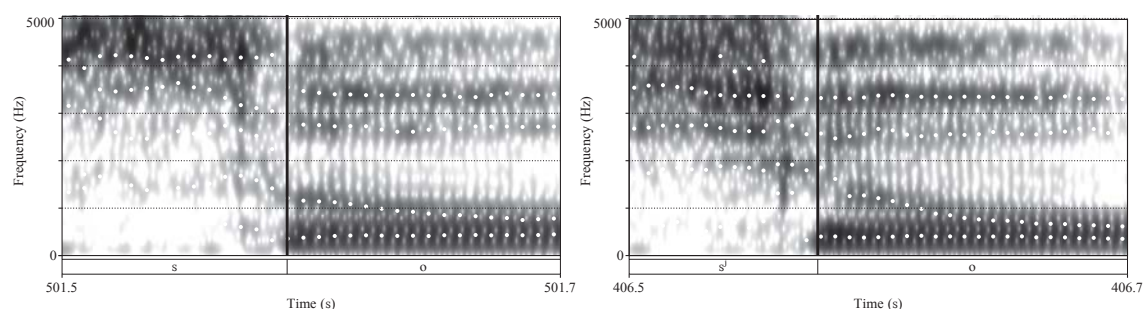 5000
Frequency (Hz)
0
s
o
501.5
501.7
Time (s)
5000
Frequency (Hz)
0
sʲ
o
406.5
406.7
Time (s)